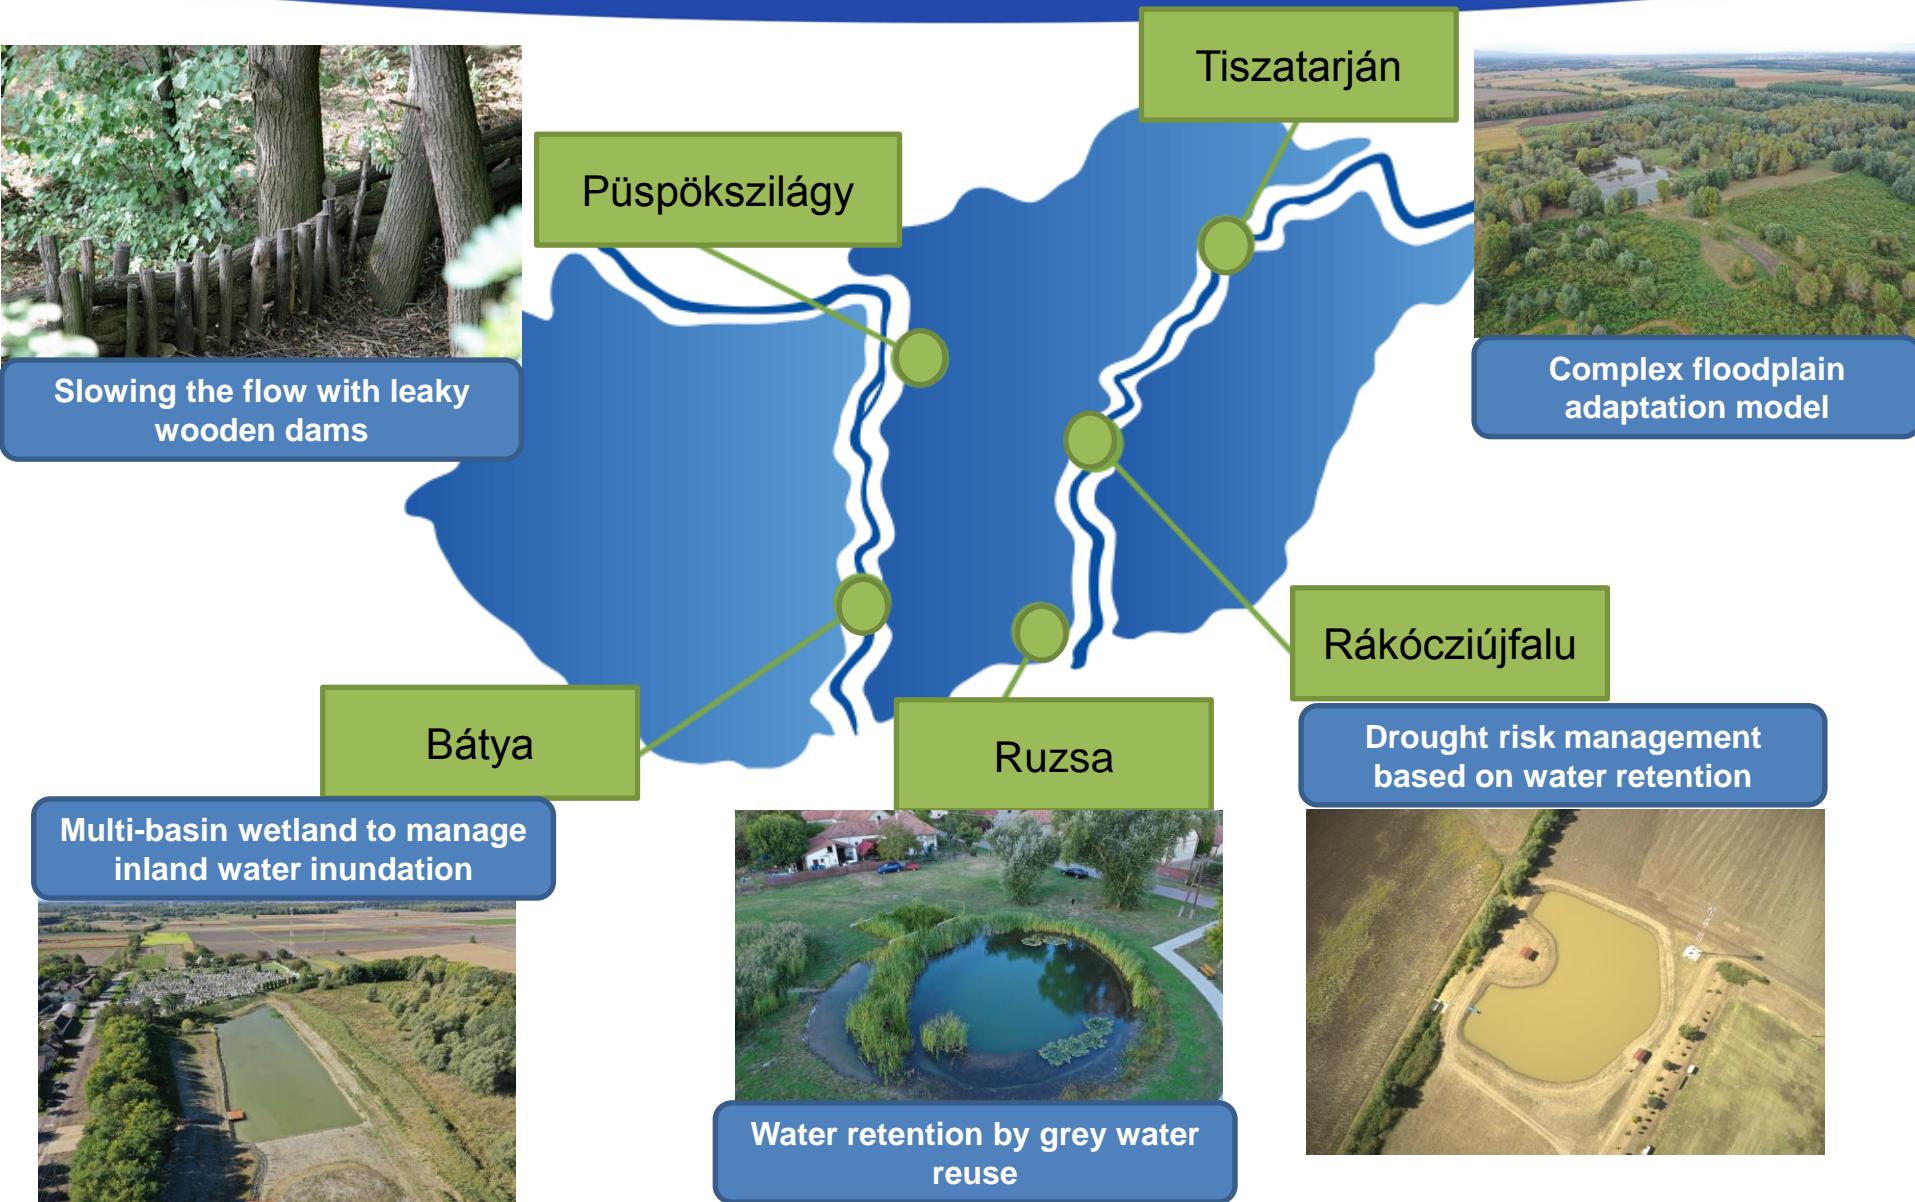 Tiszatarján
Püspökszilágy
Slowing the flow with leaky
wooden dams
Complex floodplain
adaptation model
Rákócziújfalu
Bátya
Ruzsa
Drought risk management
based on water retention
Multi-basin wetland to manage
inland water inundation
Water retention by grey water
reuse